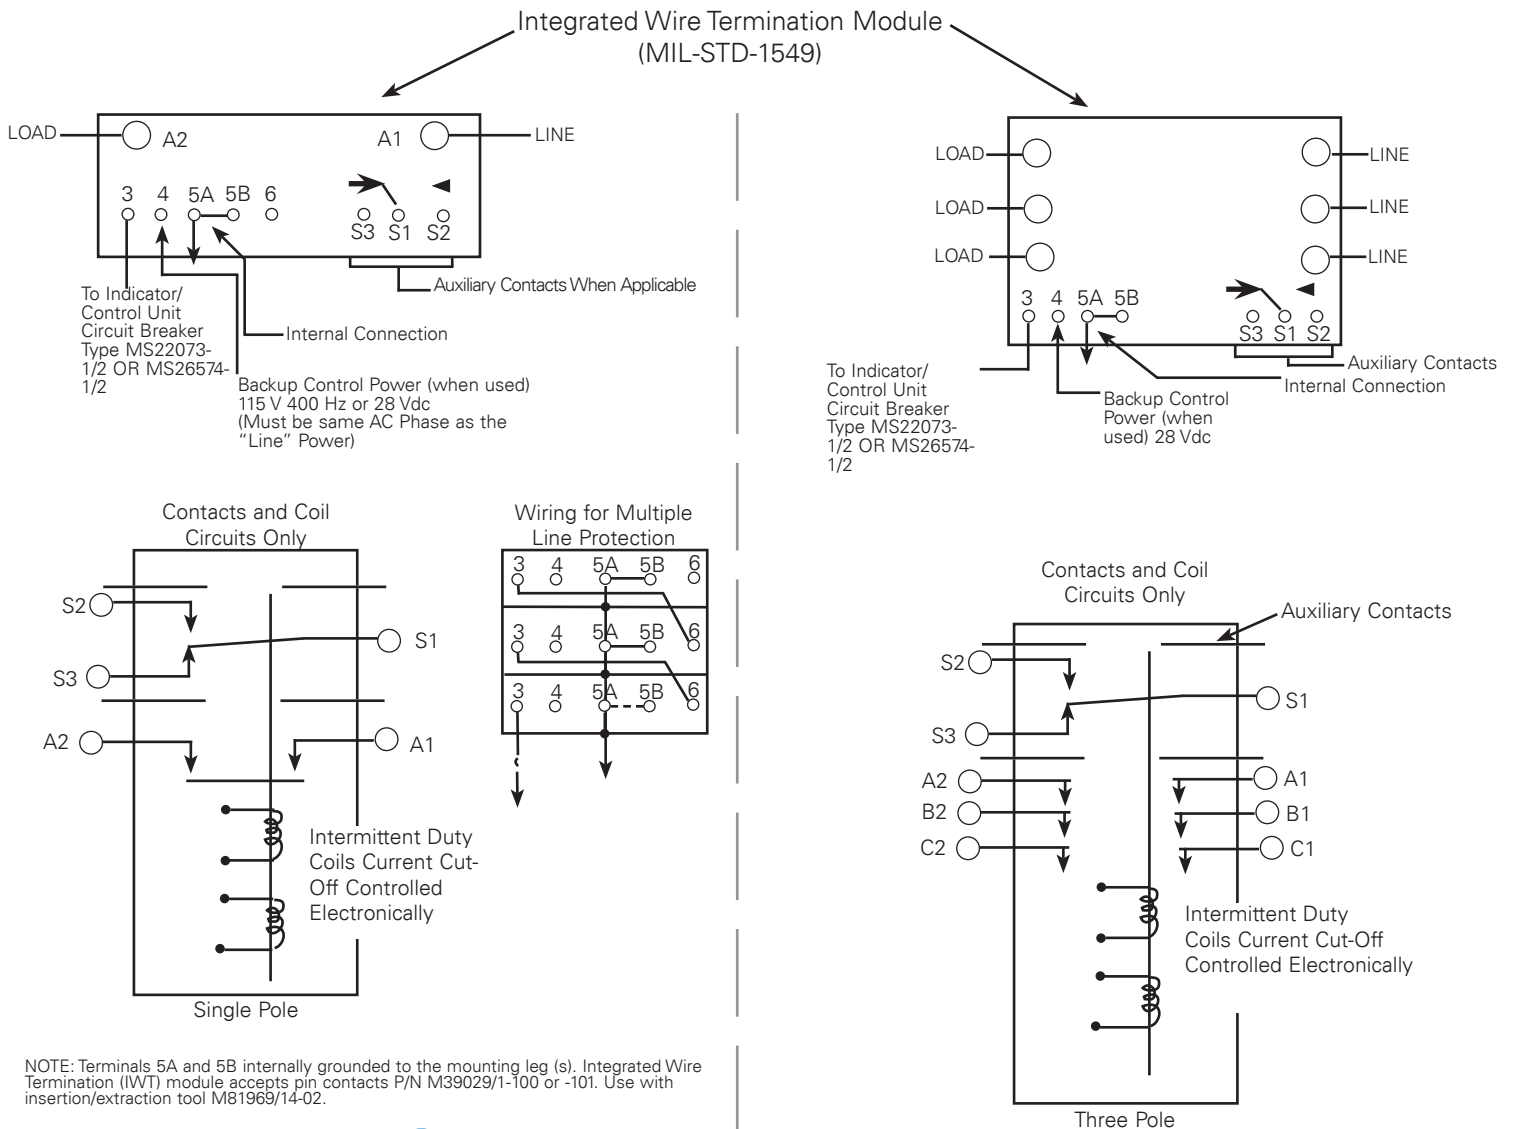 Integrated Wire Termination Module
(MIL-STD-1549)
LOAD
A2
A1
LINE
3 4 5A 5B 6
S3 S1 S2
Auxiliary Contacts When Applicable
To Indicator/
Control Unit
Circuit Breaker
Type MS22073-
1/2 OR MS26574-
1/2
Internal Connection
Backup Control Power (when used)
115 V 400 Hz or 28 Vdc
(Must be same AC Phase as the
“Line” Power)
LOAD
LINE
LOAD
LINE
LOAD
LINE
3 4 5A 5B
S3 S1 S2
Auxiliary Contacts
Internal Connection
To Indicator/
Control Unit
Circuit Breaker
Type MS22073-
1/2 OR MS26574-
1/2
Backup Control
Power (when
used) 28 Vdc
Contacts and Coil
Circuits Only
S2
S1
S3
A2
A1
Intermittent Duty
Coils Current Cut-
Off Controlled
Electronically
Single Pole
Wiring for Multiple
Line Protection
3 4 5A 5B 6
3 4 5A 5B 6
3 4 5A 5B 6
Contacts and Coil
Circuits Only
Auxiliary Contacts
S2
S1
S3
A2
A1
B2
B1
C2
C1
Intermittent Duty
Coils Current Cut-Off
Controlled Electronically
Three Pole
NOTE: Terminals 5A and 5B internally grounded to the mounting leg (s). Integrated Wire
Termination (IWT) module accepts pin contacts P/N M39029/1-100 or -101. Use with
insertion/extraction tool M81969/14-02.